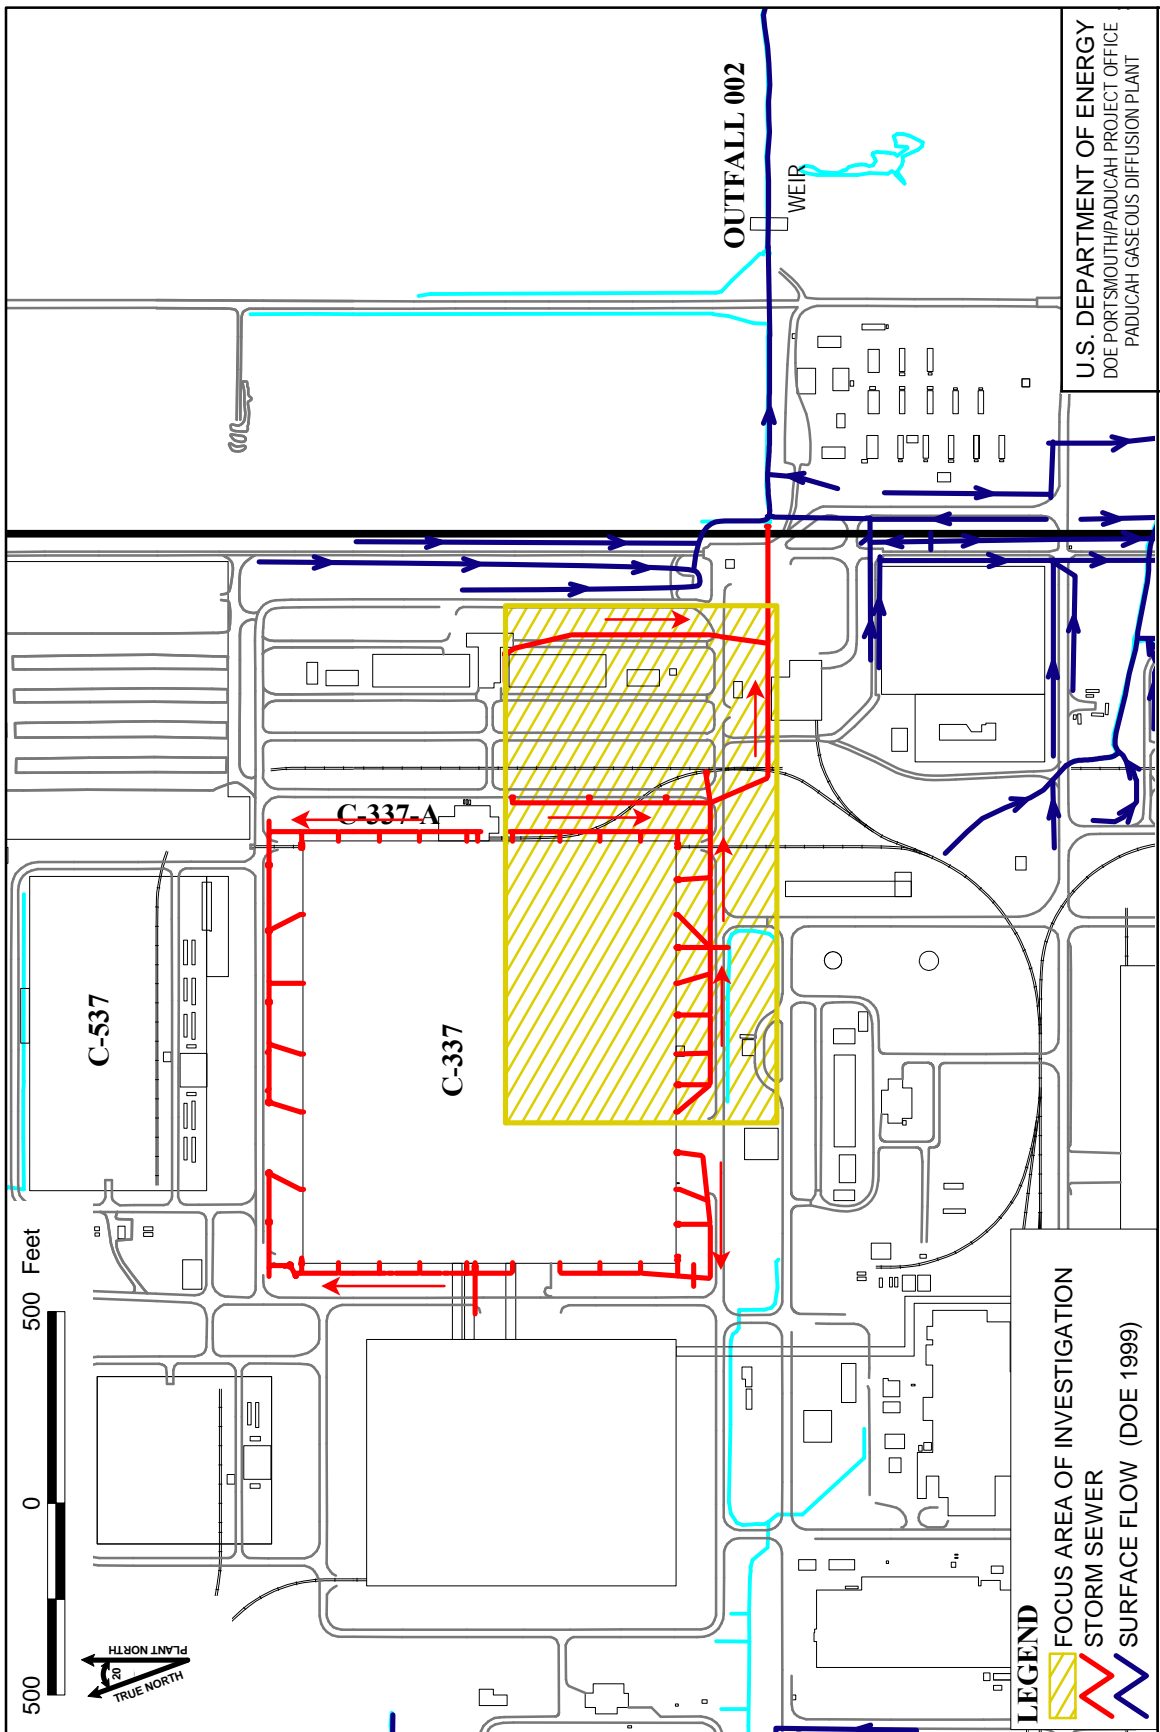 500 0 500 Feet
TRUE NORTH
20
PLANT NORTH
C-537
C-337-A
C-337
OUTFALL 002
WEIR
LEGEND
FOCUS AREA OF INVESTIGATION
STORM SEWER
SURFACE FLOW (DOE 1999)
U.S. DEPARTMENT OF ENERGY
DOE PORTSMOUTH/PADUCAH PROJECT OFFICE
PADUCAH GASEOUS DIFFUSION PLANT